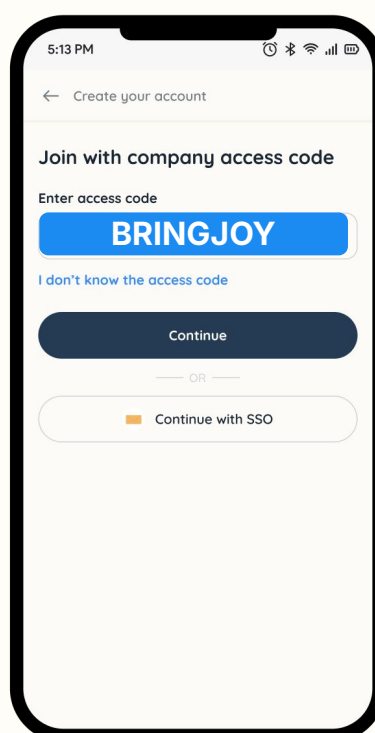 5:13 PM
Create your account
Join with company access code
Enter access code
BRINGJOY
I don't know the access code
Continue
OR
Continue with SSO